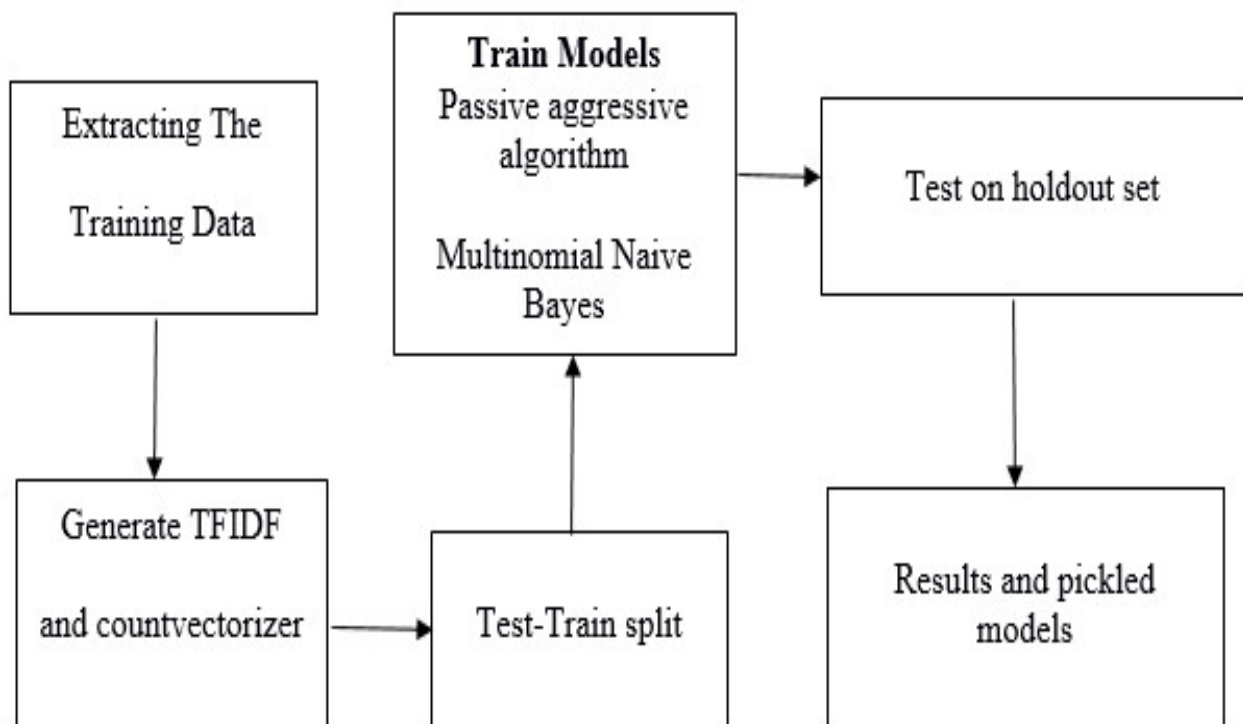 Extracting The
Training Data
Generate TFIDF
and countvectorizer
Test-Train split
Train Models
Passive aggressive
algorithm
Multinomial Naive
Bayes
Test on holdout set
Results and pickled
models